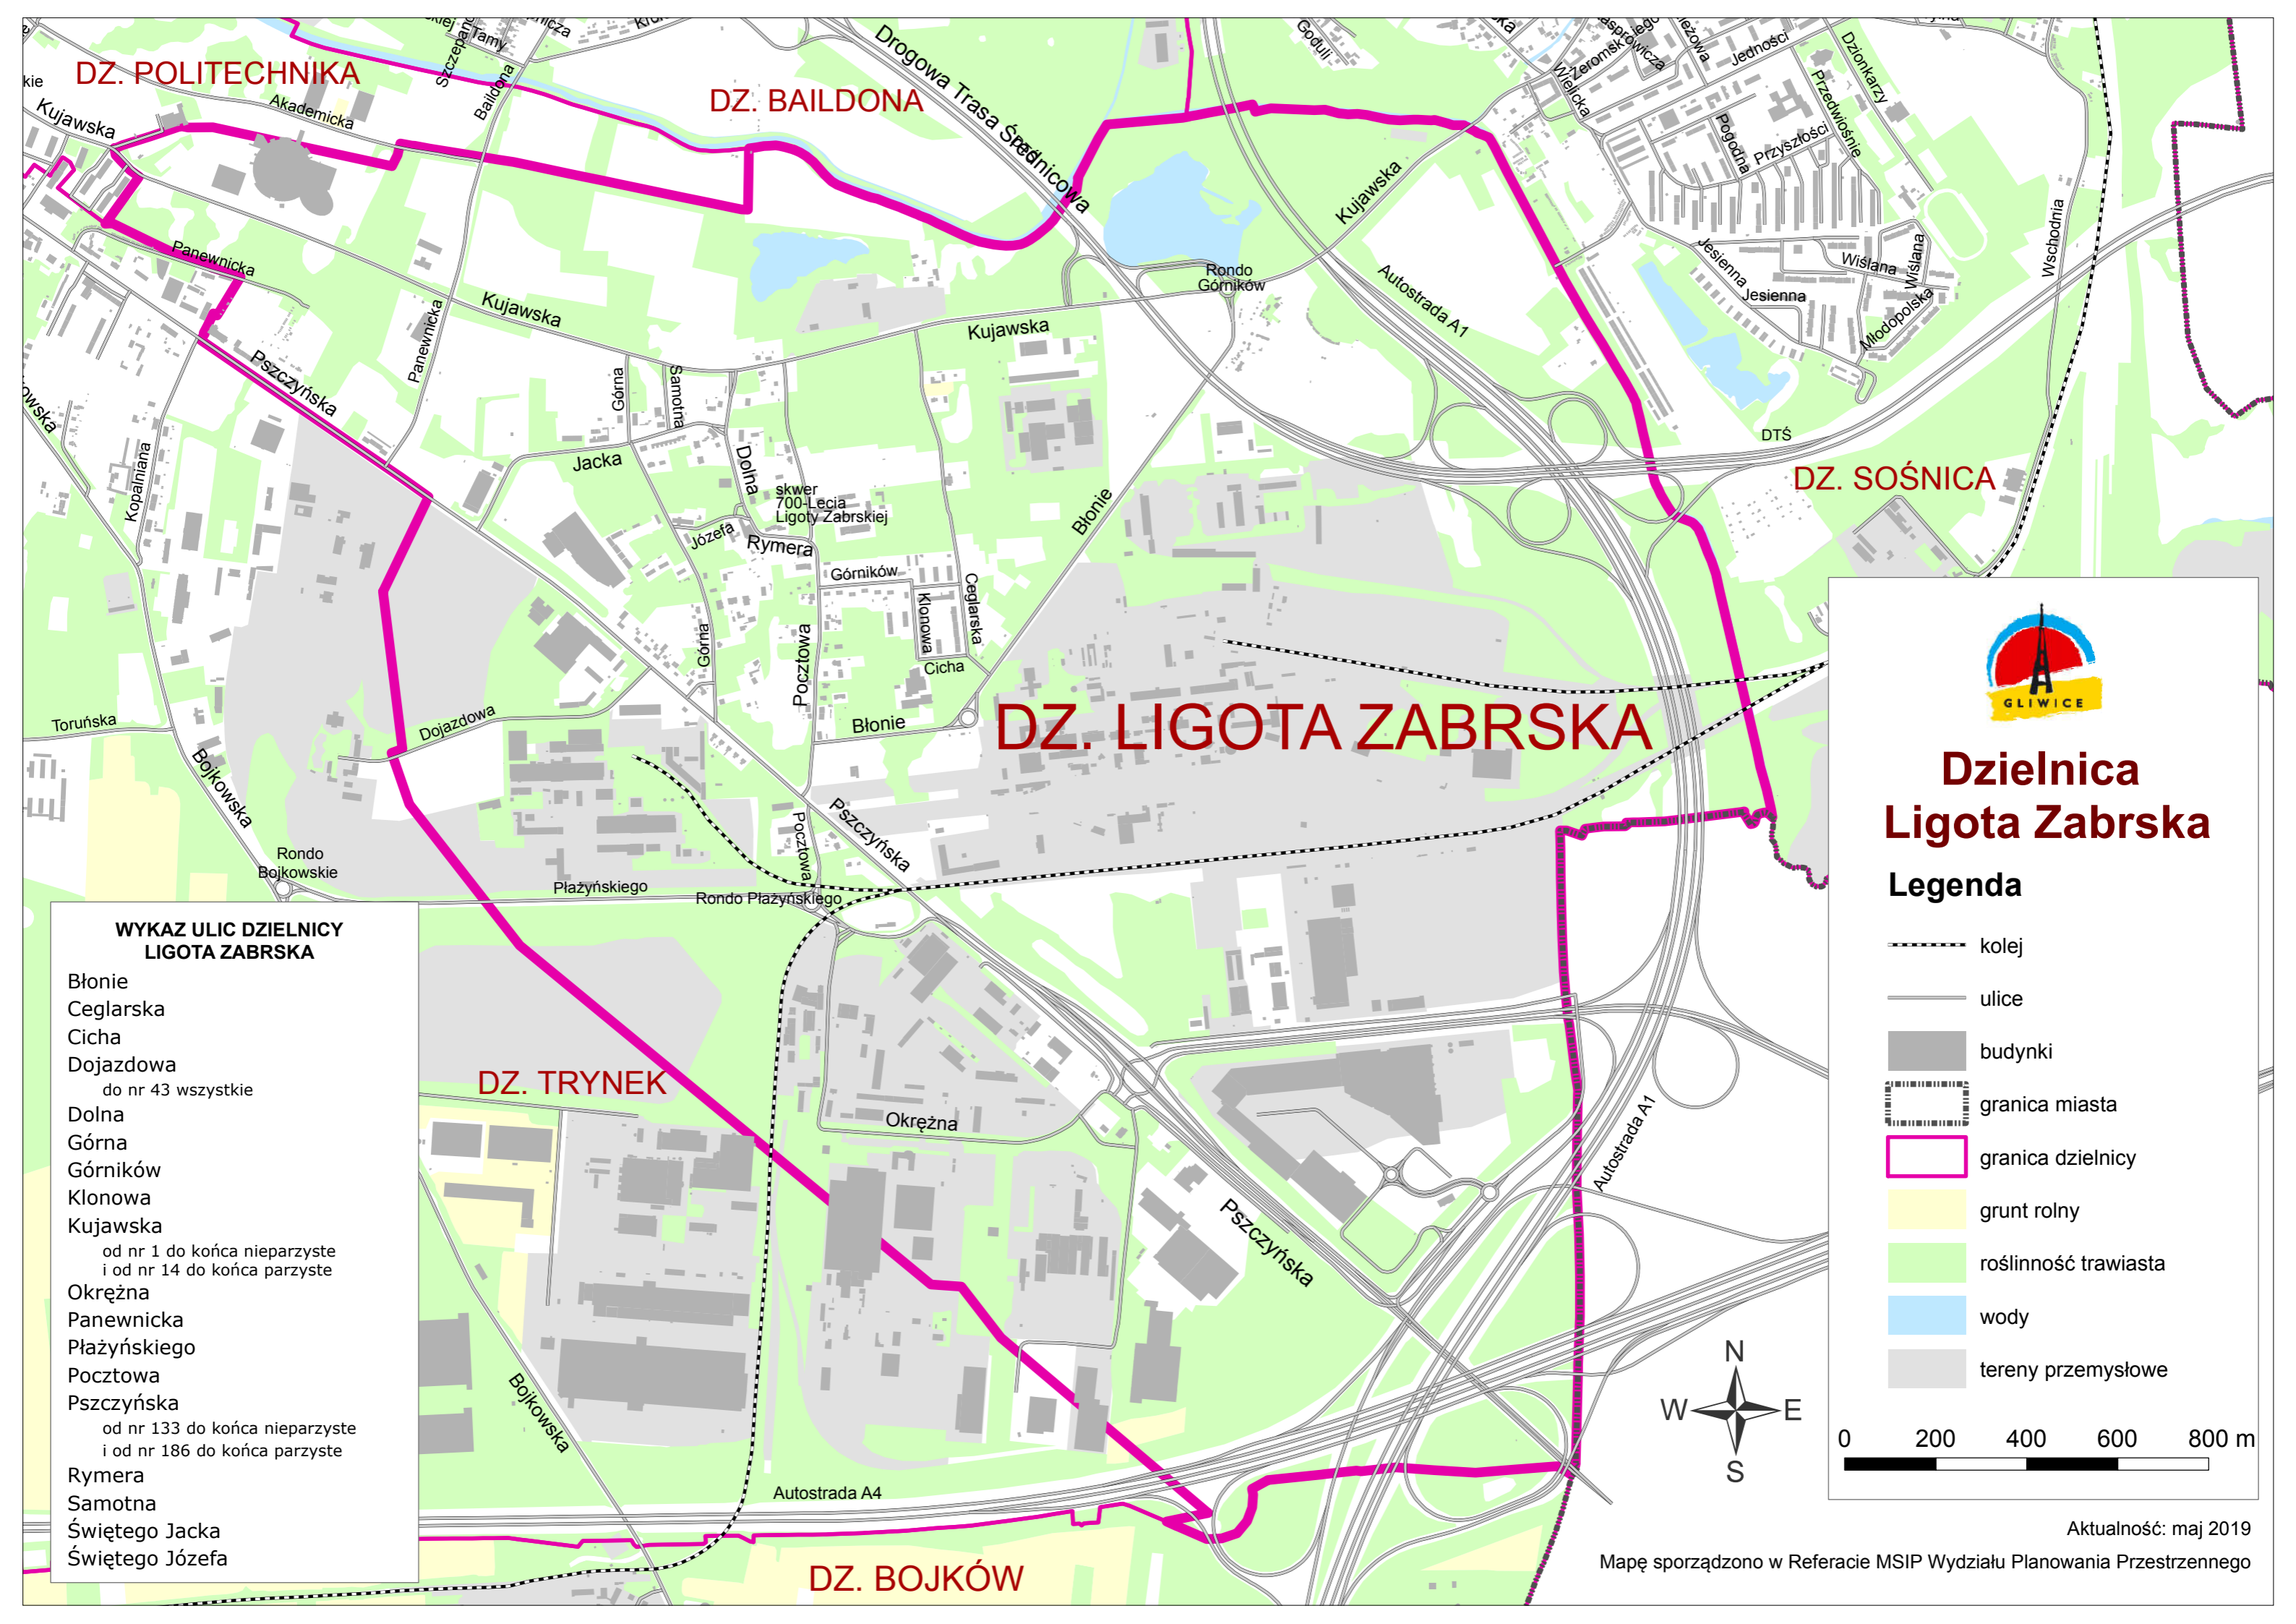 DZ. POLITECHNIKA
DZ. BAILDONA
Drogowa Trasa Średnicowa
Tamy
Baildona
Akademicka
Kujawska
Goduli
Wielicka
Żeromskiego
Kasprowicza
Jedności
Dzionkarzy
Przedwiośnie
Pogodna
Przyszłości
Kujawska
Panewnicka
Kujawska
Panewnicka
Pszczyńska
Rondo
Górników
Kujawska
Autostrada A1
Jesienna
Jesienna
Wiślana
Wiślana
Młodopolska
Wschodnia
DTŚ
DZ. SOŚNICA
Kopalniana
Górna
Samotna
Jacka
Dolna
skwer
700-Lecia
Ligoty Zabrskiej
Józefa
Rymera
Błonie
Górników
Klonowa
Ceglarska
Cicha
Górna
Pocztowa
Błonie
DZ. LIGOTA ZABRSKA
Toruńska
Bojkowska
Dojazdowa
Pocztowa
Pszczyńska
Rondo
Bojkowskie
Płażyńskiego
Rondo Płażyńskiego
DZ. TRYNEK
Okrężna
Autostrada A1
Pszczyńska
Bojkowska
Autostrada A4
DZ. BOJKÓW
WYKAZ ULIC DZIELNICY
LIGOTA ZABRSKA
Błonie
Ceglarska
Cicha
Dojazdowa
do nr 43 wszystkie
Dolna
Górna
Górników
Klonowa
Kujawska
od nr 1 do końca nieparzyste
i od nr 14 do końca parzyste
Okrężna
Panewnicka
Płażyńskiego
Pocztowa
Pszczyńska
od nr 133 do końca nieparzyste
i od nr 186 do końca parzyste
Rymera
Samotna
Świętego Jacka
Świętego Józefa
GLIWICE
Dzielnica
Ligota Zabrska
Legenda
kolej
ulice
budynki
granica miasta
granica dzielnicy
grunt rolny
roślinność trawiasta
wody
tereny przemysłowe
N
W E
S
0 200 400 600 800 m
Aktualność: maj 2019
Mapę sporządzono w Referacie MSIP Wydziału Planowania Przestrzennego